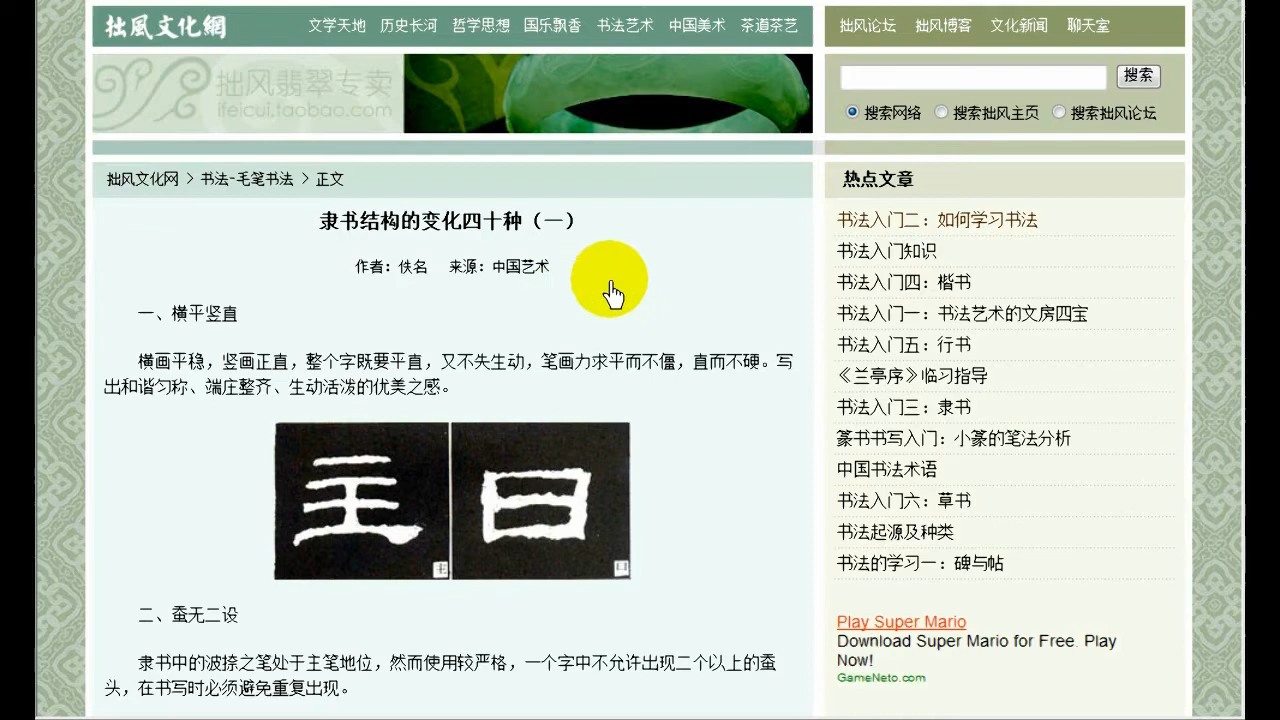 拙風文化網
文学天地 历史长河 哲学思想 国乐飘香 书法艺术 中国美术 茶道茶艺
拙风论坛 拙风博客 文化新闻 聊天室
拙风翡翠专卖
ifeicui.taobao.com
搜索
搜索网络 搜索拙风主页 搜索拙风论坛
拙风文化网 > 书法-毛笔书法 > 正文
隶书结构的变化四十种（一）
作者：佚名 来源：中国艺术
一、横平竖直
横画平稳，竖画正直，整个字既要平直，又不失生动，笔画力求平而不僵，直而不硬。写
出和谐匀称、端庄整齐、生动活泼的优美之感。
主 日
主 日
二、蚕无二设
隶书中的波捺之笔处于主笔地位，然而使用较严格，一个字中不允许出现二个以上的蚕
头，在书写时必须避免重复出现。
热点文章
书法入门二：如何学习书法
书法入门知识
书法入门四：楷书
书法入门一：书法艺术的文房四宝
书法入门五：行书
《兰亭序》临习指导
书法入门三：隶书
篆书书写入门：小篆的笔法分析
中国书法术语
书法入门六：草书
书法起源及种类
书法的学习一：碑与帖
Play Super Mario
Download Super Mario for Free. Play
Now!
GameNeto.com